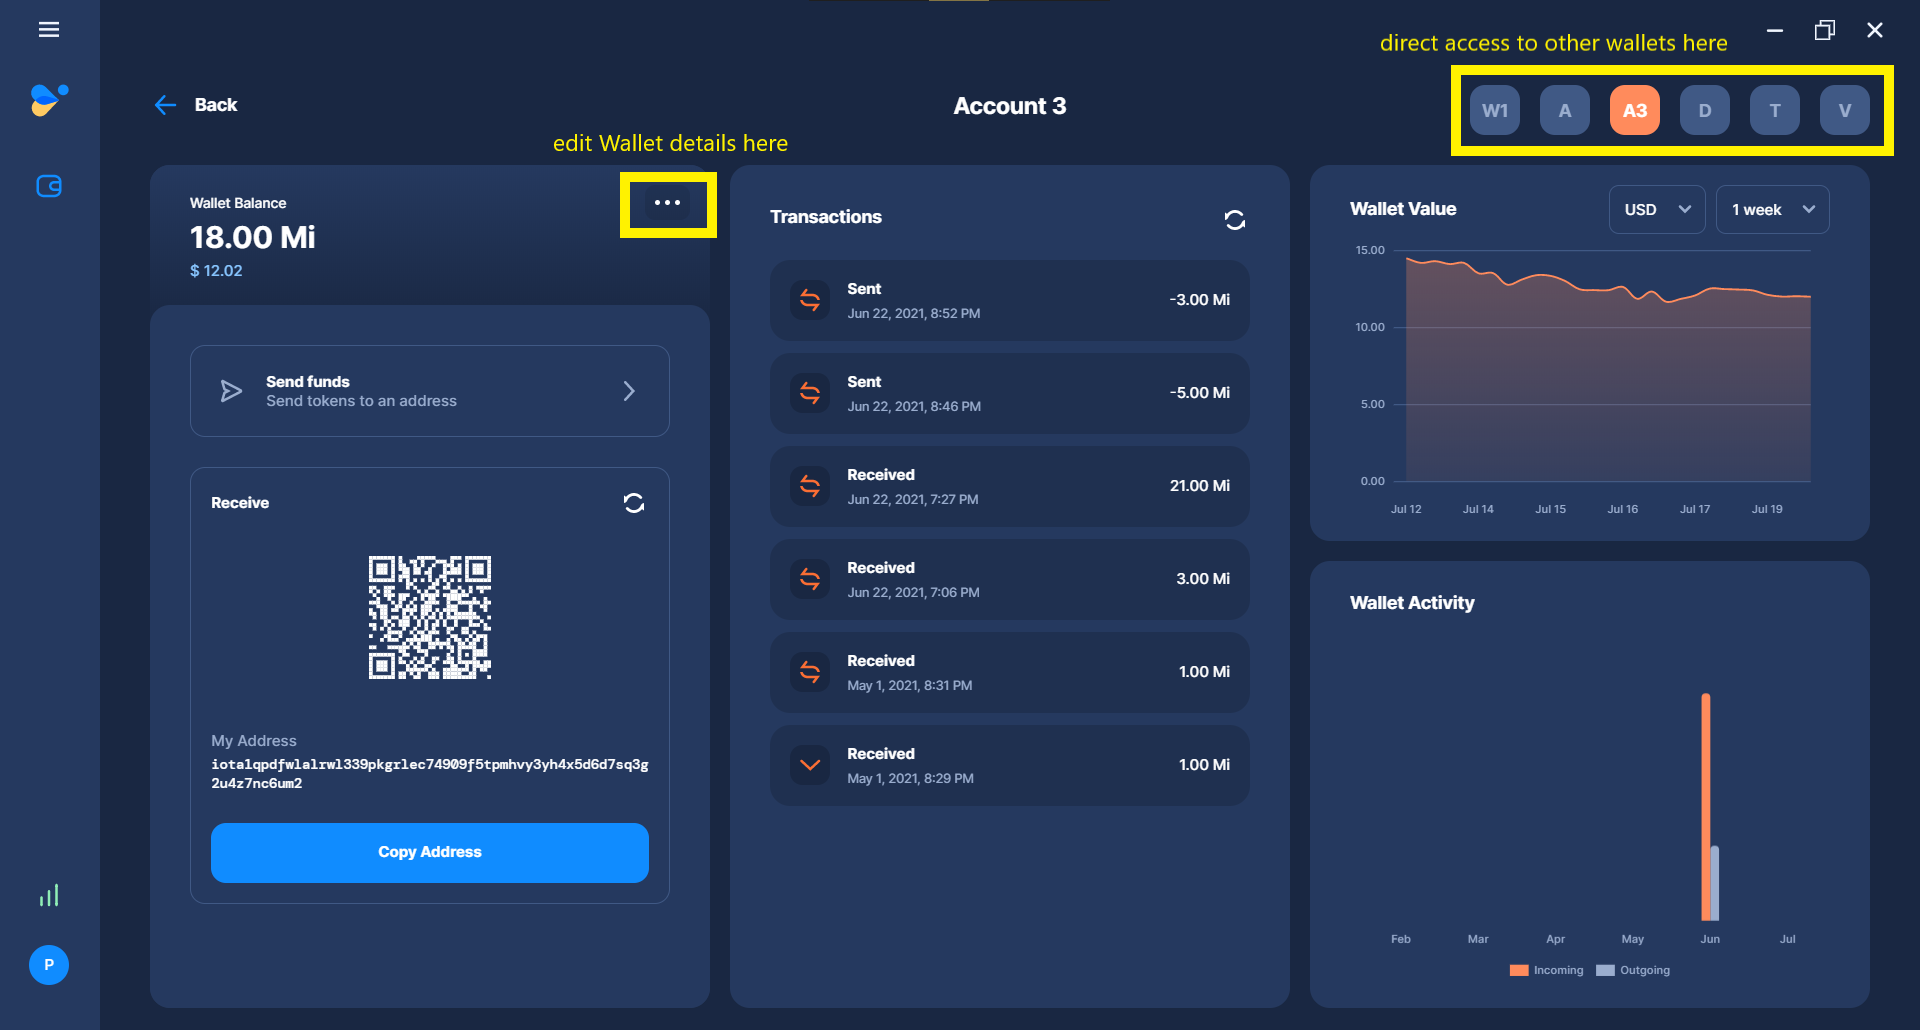 direct access to other wallets here
Back
Account 3
W1 A A3 D T V
edit Wallet details here
Wallet Balance
18.00 Mi
$ 12.02
Send funds
Send tokens to an address
Receive
My Address
iota1qpdfwlalrwl339pkgrlec74909f5tpmhvy3yh4x5d6d7sq3g
2u4z7nc6um2
Copy Address
P
Transactions
Sent
Jun 22, 2021, 8:52 PM
-3.00 Mi
Sent
Jun 22, 2021, 8:46 PM
-5.00 Mi
Received
Jun 22, 2021, 7:27 PM
21.00 Mi
Received
Jun 22, 2021, 7:06 PM
3.00 Mi
Received
May 1, 2021, 8:31 PM
1.00 Mi
Received
May 1, 2021, 8:29 PM
1.00 Mi
Wallet Value
USD
1 week
15.00
10.00
5.00
0.00
Jul 12 Jul 14 Jul 15 Jul 16 Jul 17 Jul 19
Wallet Activity
Feb Mar Apr May Jun Jul
Incoming Outgoing